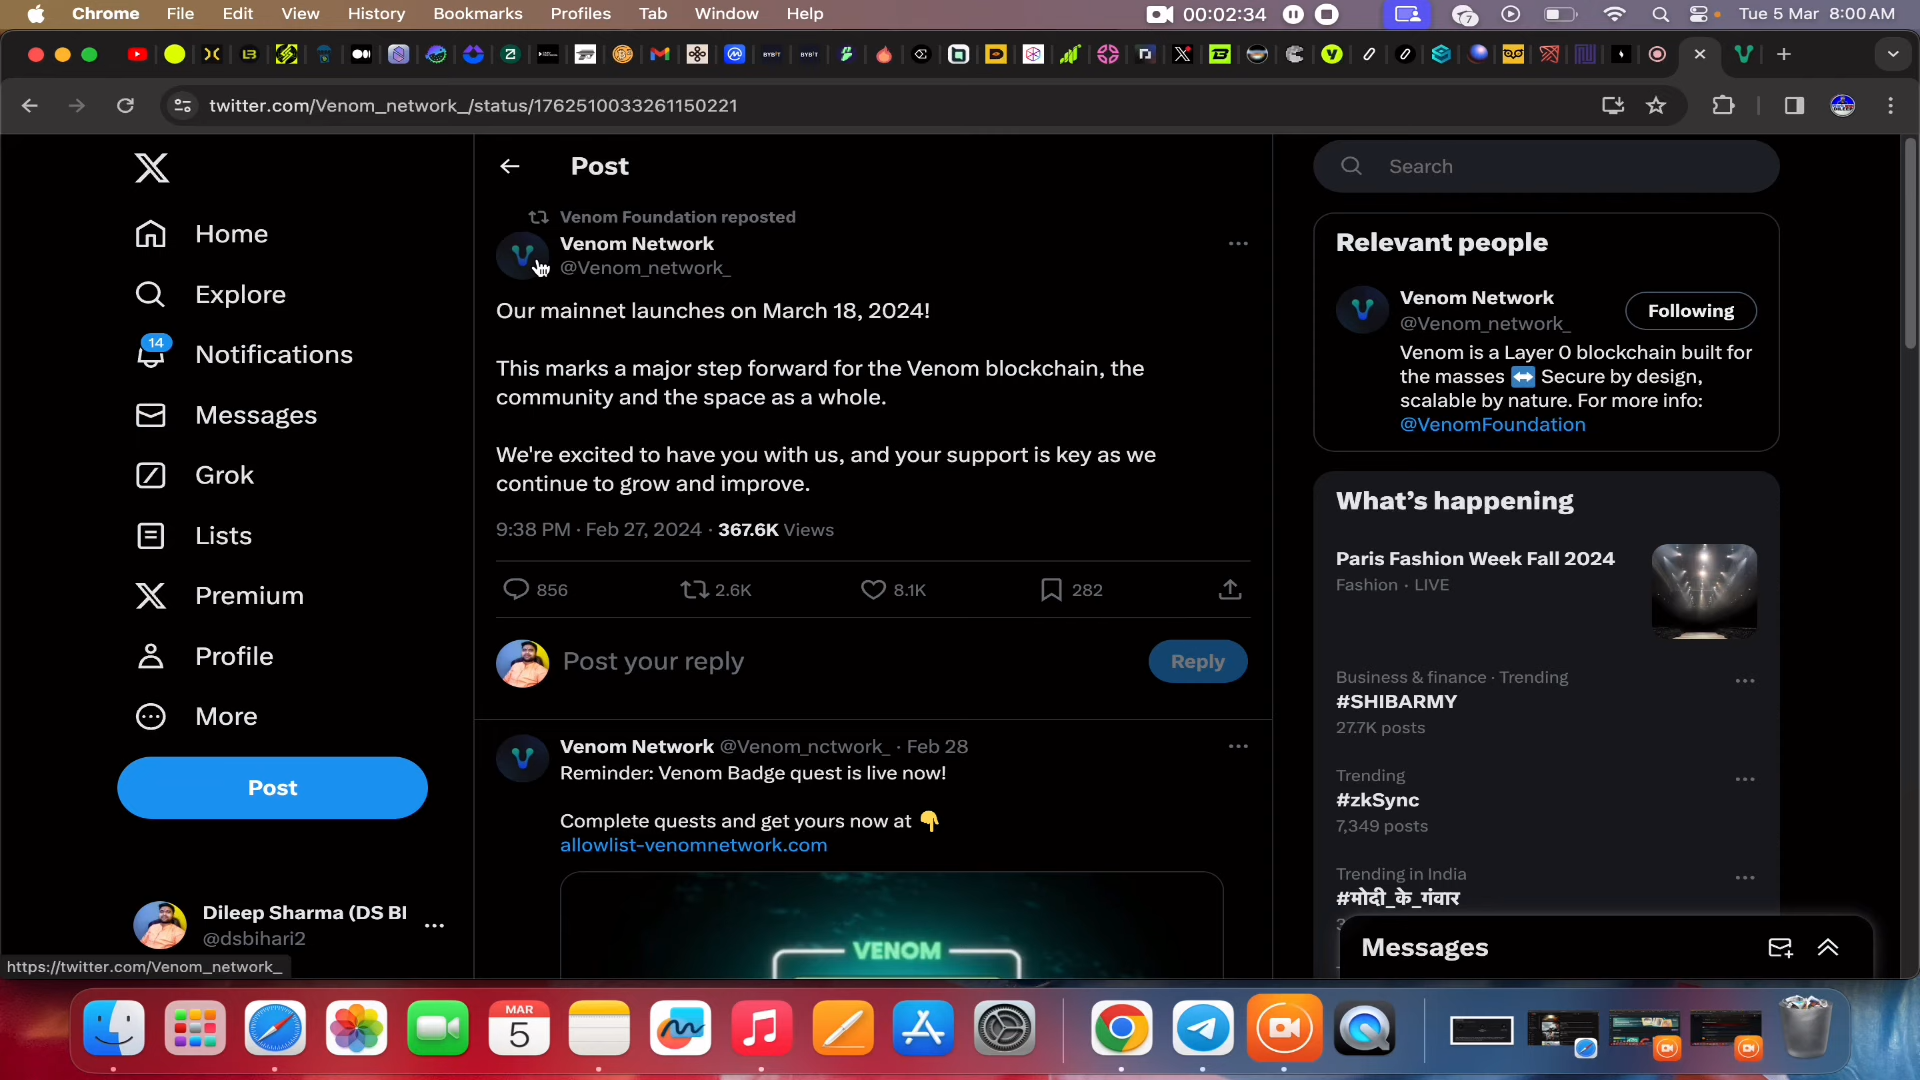 Chrome File Edit View History Bookmarks Profiles Tab Window Help 00:02:34 7 Tue 5 Mar 8:00 AM
twitter.com/Venom_network_/status/1762510033261150221
Home
Explore
14
Notifications
Messages
Grok
Lists
Premium
Profile
More
Post
Dileep Sharma (DS BI
@dsbihari2
https://twitter.com/Venom_network_
Post
Venom Foundation reposted
Venom Network
@Venom_network_
Our mainnet launches on March 18, 2024!
This marks a major step forward for the Venom blockchain, the
community and the space as a whole.
We're excited to have you with us, and your support is key as we
continue to grow and improve.
9:38 PM · Feb 27, 2024 · 367.6K Views
856 2.6K 8.1K 282
Post your reply Reply
Venom Network @Venom_nctwork_ · Feb 28
Reminder: Venom Badge quest is live now!
Complete quests and get yours now at 👇
allowlist-venomnetwork.com
VENOM
Search
Relevant people
Venom Network
@Venom_network_
Following
Venom is a Layer 0 blockchain built for
the masses ↔️ Secure by design,
scalable by nature. For more info:
@VenomFoundation
What's happening
Paris Fashion Week Fall 2024
Fashion · LIVE
Business & finance · Trending
#SHIBARMY
27.7K posts
Trending
#zkSync
7,349 posts
Trending in India
#मोदी_के_गंवार
Messages
MAR
5